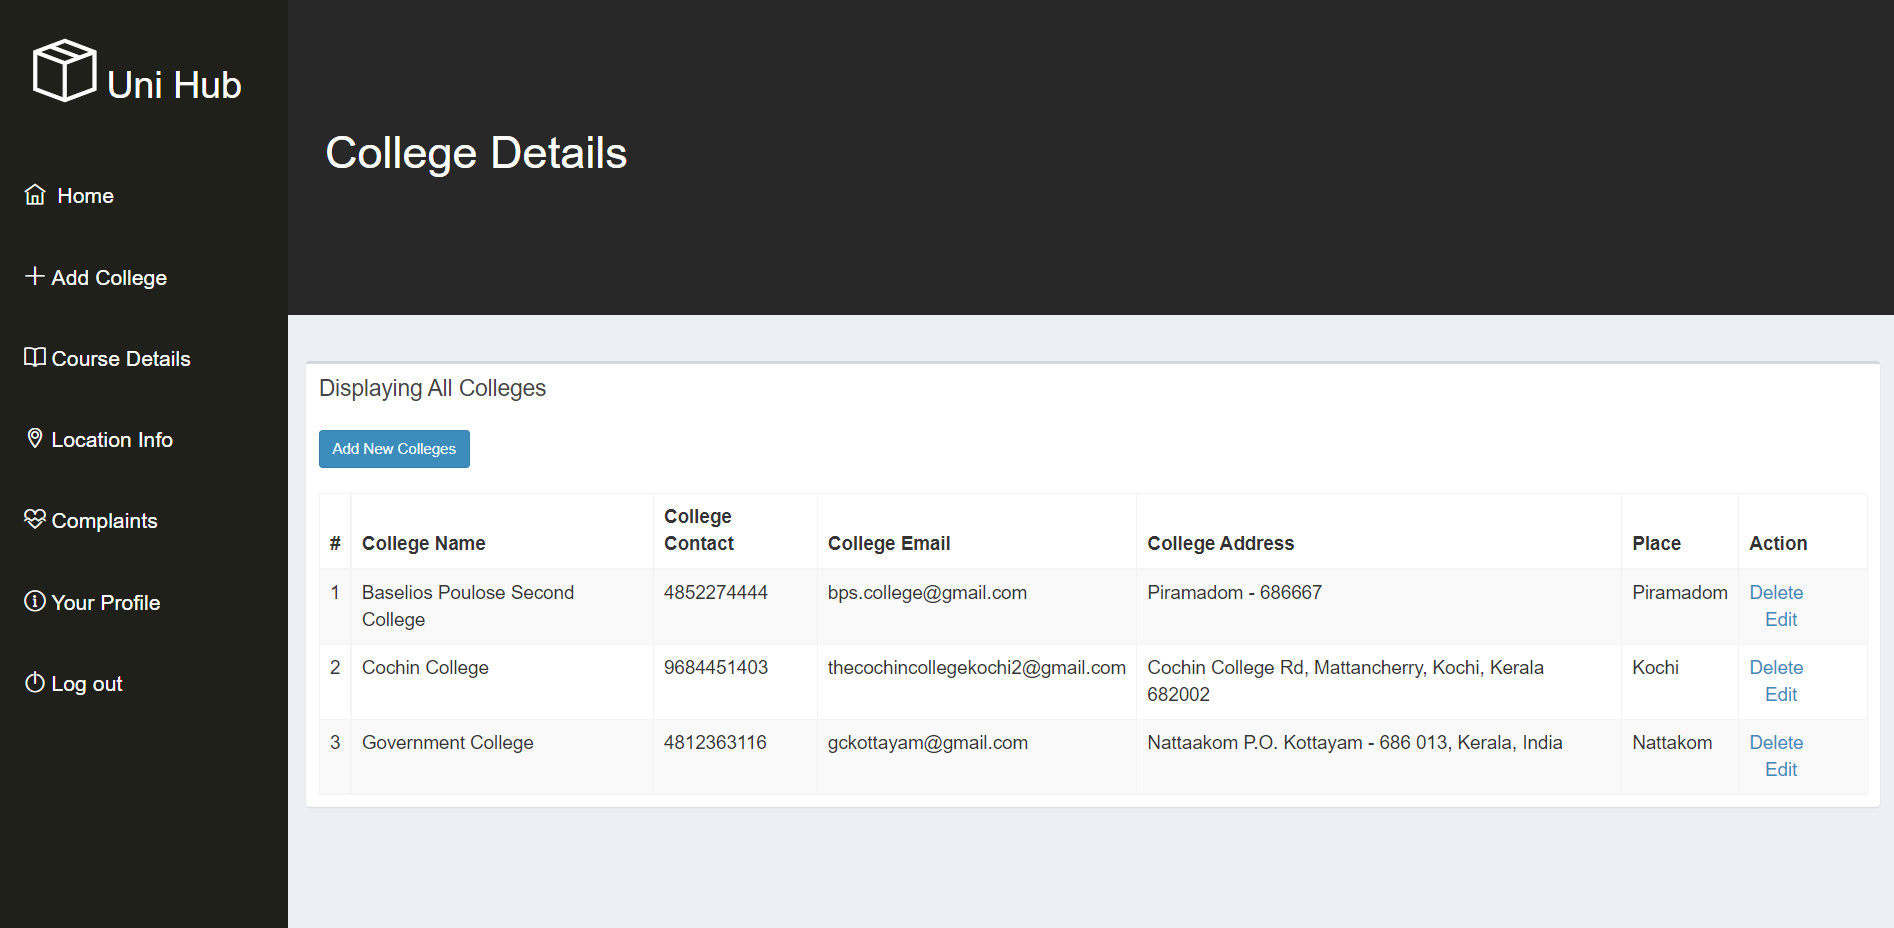 Uni Hub
Home
Add College
Course Details
Location Info
Complaints
Your Profile
Log out
College Details
Displaying All Colleges
Add New Colleges
# College Name College Contact College Email College Address Place Action
1 Baselios Poulose Second College 4852274444 bps.college@gmail.com Piramadom - 686667 Piramadom Delete Edit
2 Cochin College 9684451403 thecochincollegekochi2@gmail.com Cochin College Rd, Mattancherry, Kochi, Kerala 682002 Kochi Delete Edit
3 Government College 4812363116 gckottayam@gmail.com Nattaakom P.O. Kottayam - 686 013, Kerala, India Nattakom Delete Edit